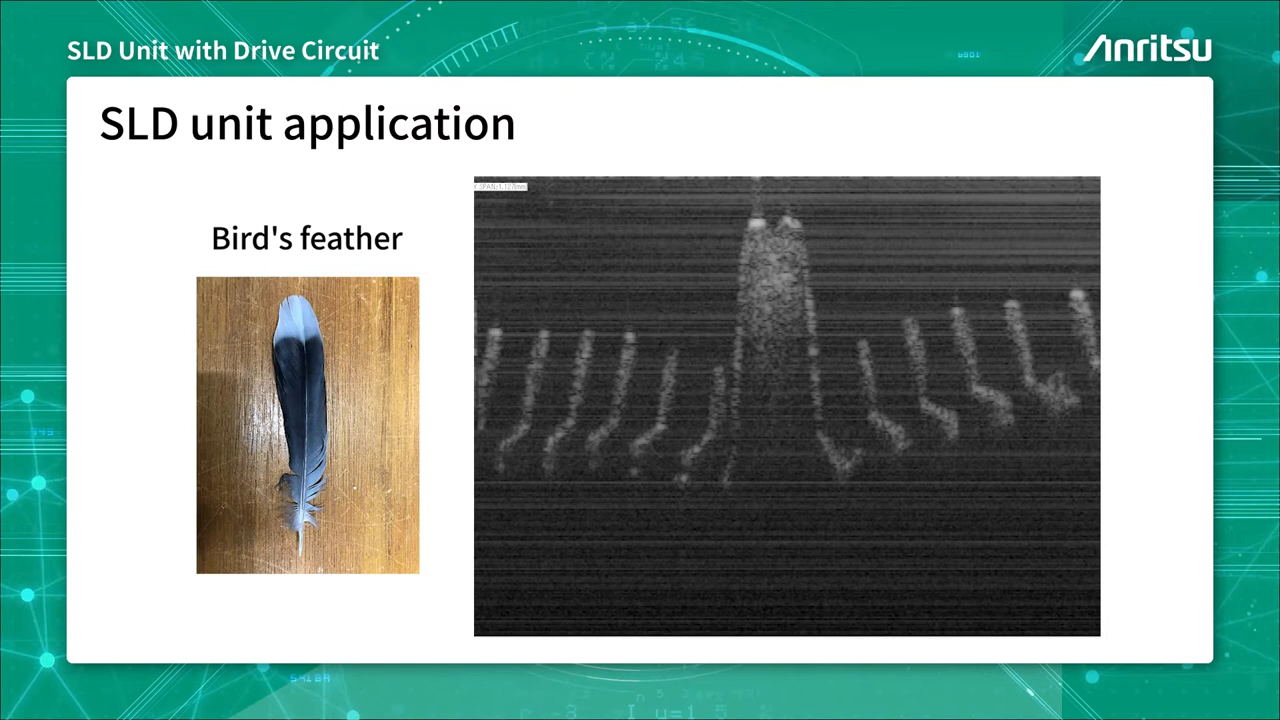 SLD Unit with Drive Circuit
Anritsu
SLD unit application
Bird's feather